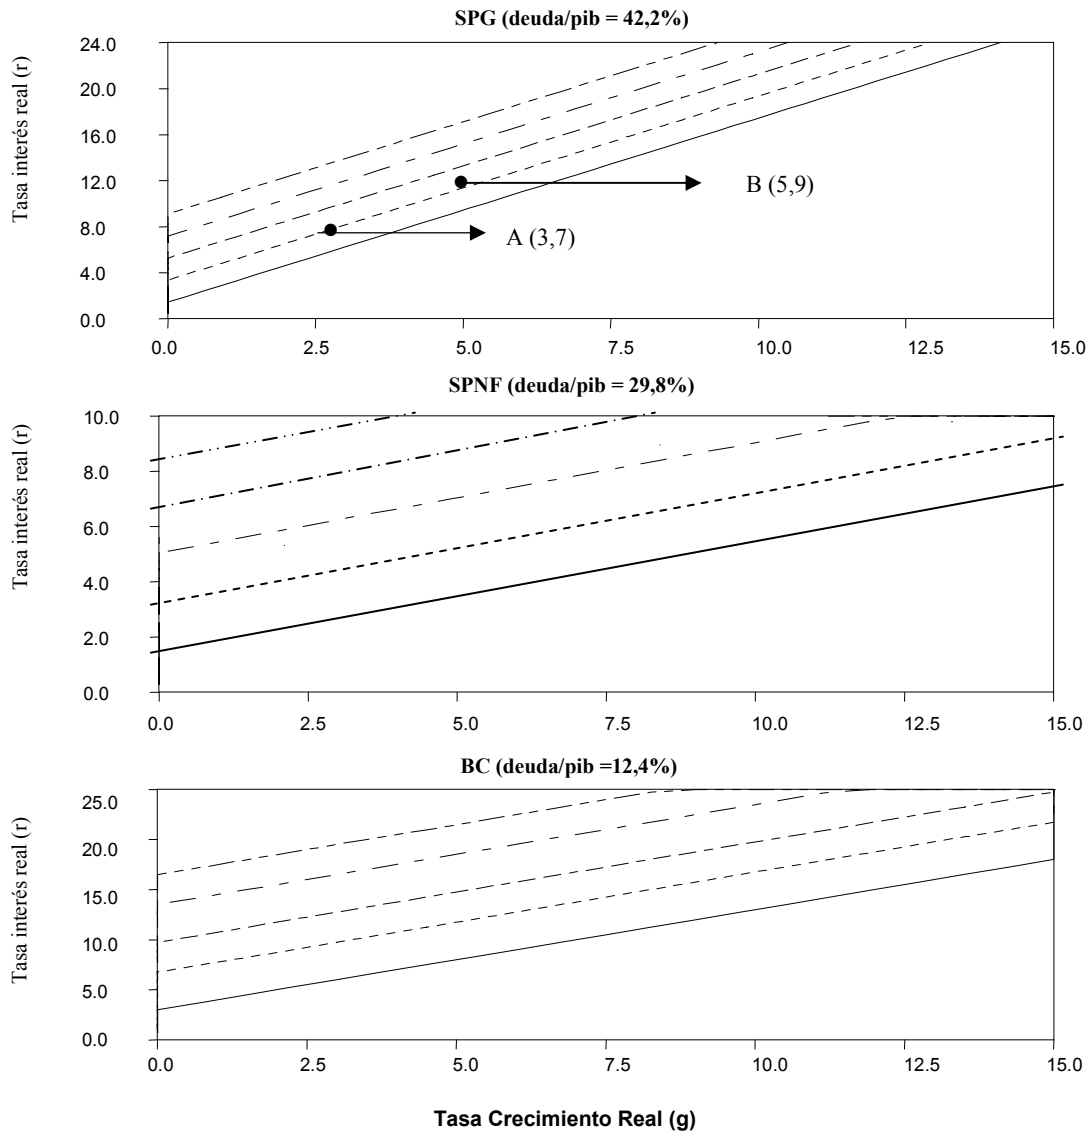 SPG (deuda/pib = 42,2%)
Tasa interés real (r)
24.0
20.0
16.0
12.0
8.0
4.0
0.0
B (5,9)
A (3,7)
0.0 2.5 5.0 7.5 10.0 12.5 15.0
SPNF (deuda/pib = 29,8%)
Tasa interés real (r)
10.0
8.0
6.0
4.0
2.0
0.0
0.0 2.5 5.0 7.5 10.0 12.5 15.0
BC (deuda/pib =12,4%)
Tasa interés real (r)
25.0
20.0
15.0
10.0
5.0
0.0
0.0 2.5 5.0 7.5 10.0 12.5 15.0
Tasa Crecimiento Real (g)